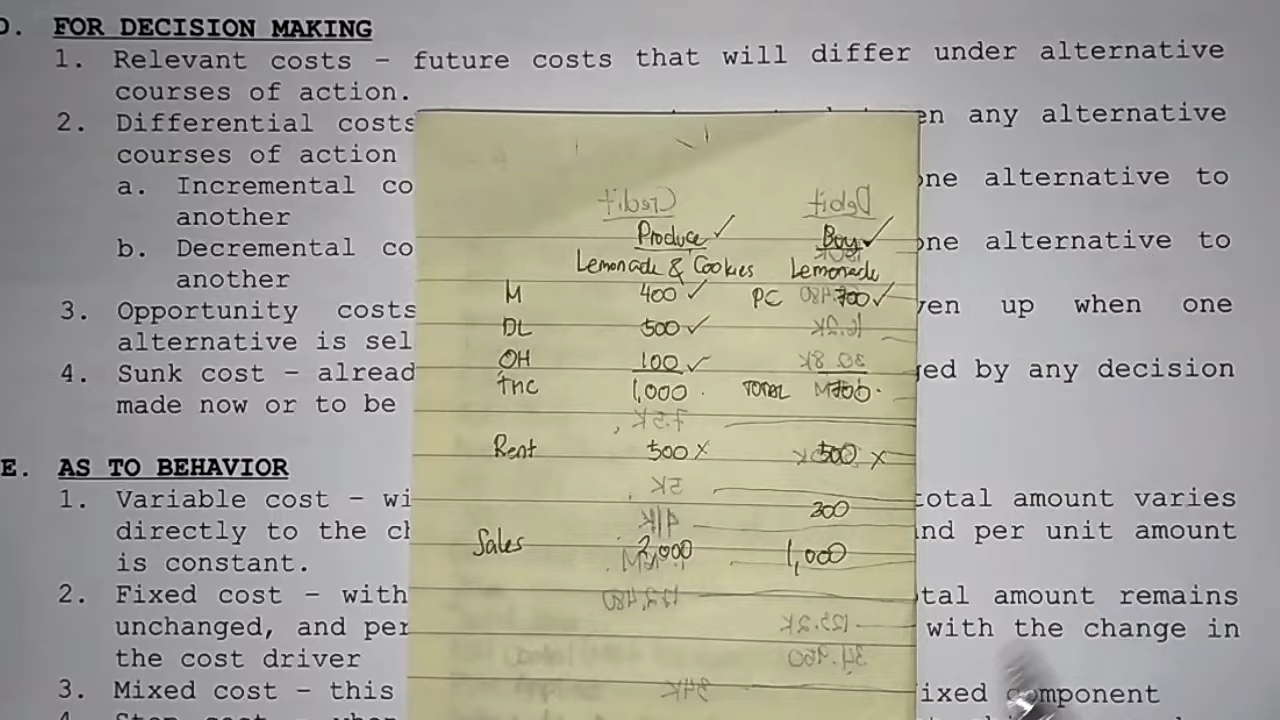 D. FOR DECISION MAKING
1. Relevant costs – future costs that will differ under alternative
courses of action.
2. Differential costs en any alternative
courses of action
a. Incremental co one alternative to
another
b. Decremental co one alternative to
another
3. Opportunity costs ven up when one
alternative is sel
4. Sunk cost – alread ged by any decision
made now or to be
E. AS TO BEHAVIOR
1. Variable cost – wi total amount varies
directly to the ch and per unit amount
is constant.
2. Fixed cost – with tal amount remains
unchanged, and per with the change in
the cost driver
3. Mixed cost – this ixed component
Credit Debit
Produce ✓ Buy ✓
Lemonade & Cookies Lemonade
M 400 ✓ PC 700 ✓
DL 500 ✓
OH 100 ✓
1,000 TOTAL 700
Rent 500 x 500 x
300
Sales 2,000 1,000